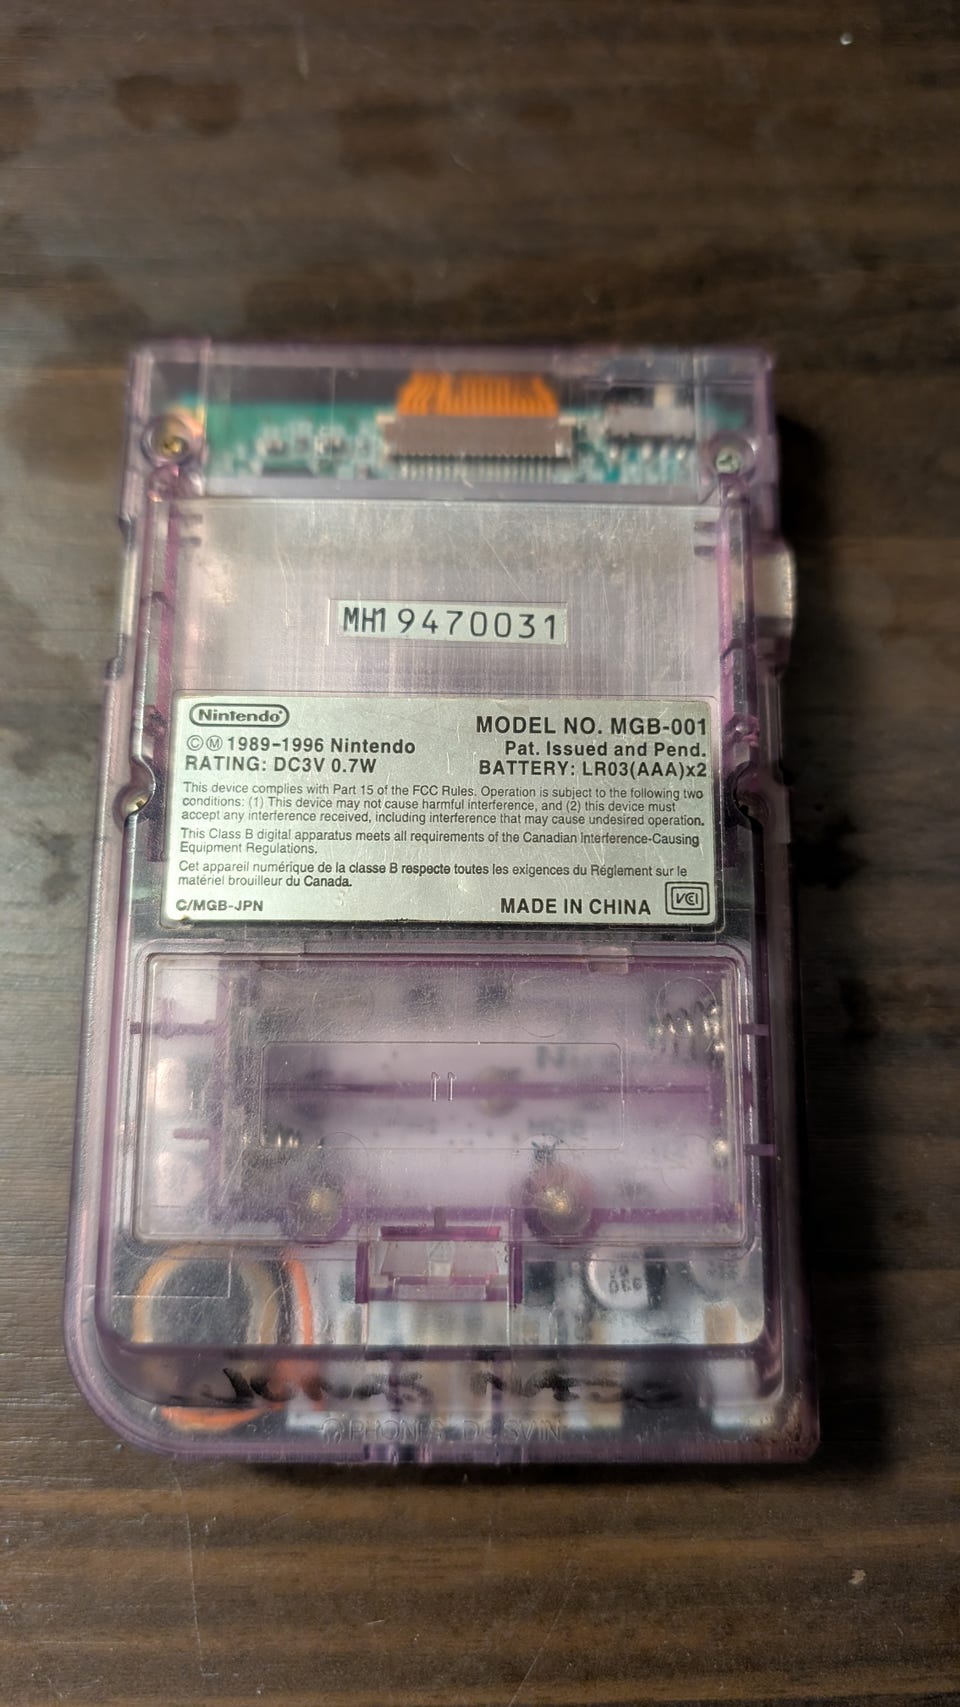 MH19470031
Nintendo
MODEL NO. MGB-001
©Ⓜ 1989-1996 Nintendo
Pat. Issued and Pend.
RATING: DC3V 0.7W
BATTERY: LR03(AAA)x2
This device complies with Part 15 of the FCC Rules. Operation is subject to the following two
conditions: (1) This device may not cause harmful interference, and (2) this device must
accept any interference received, including interference that may cause undesired operation.
This Class B digital apparatus meets all requirements of the Canadian Interference-Causing
Equipment Regulations.
Cet appareil numérique de la classe B respecte toutes les exigences du Réglement sur le
matériel brouilleur du Canada.
C/MGB-JPN
MADE IN CHINA
VCI
PHONES DC3V IN